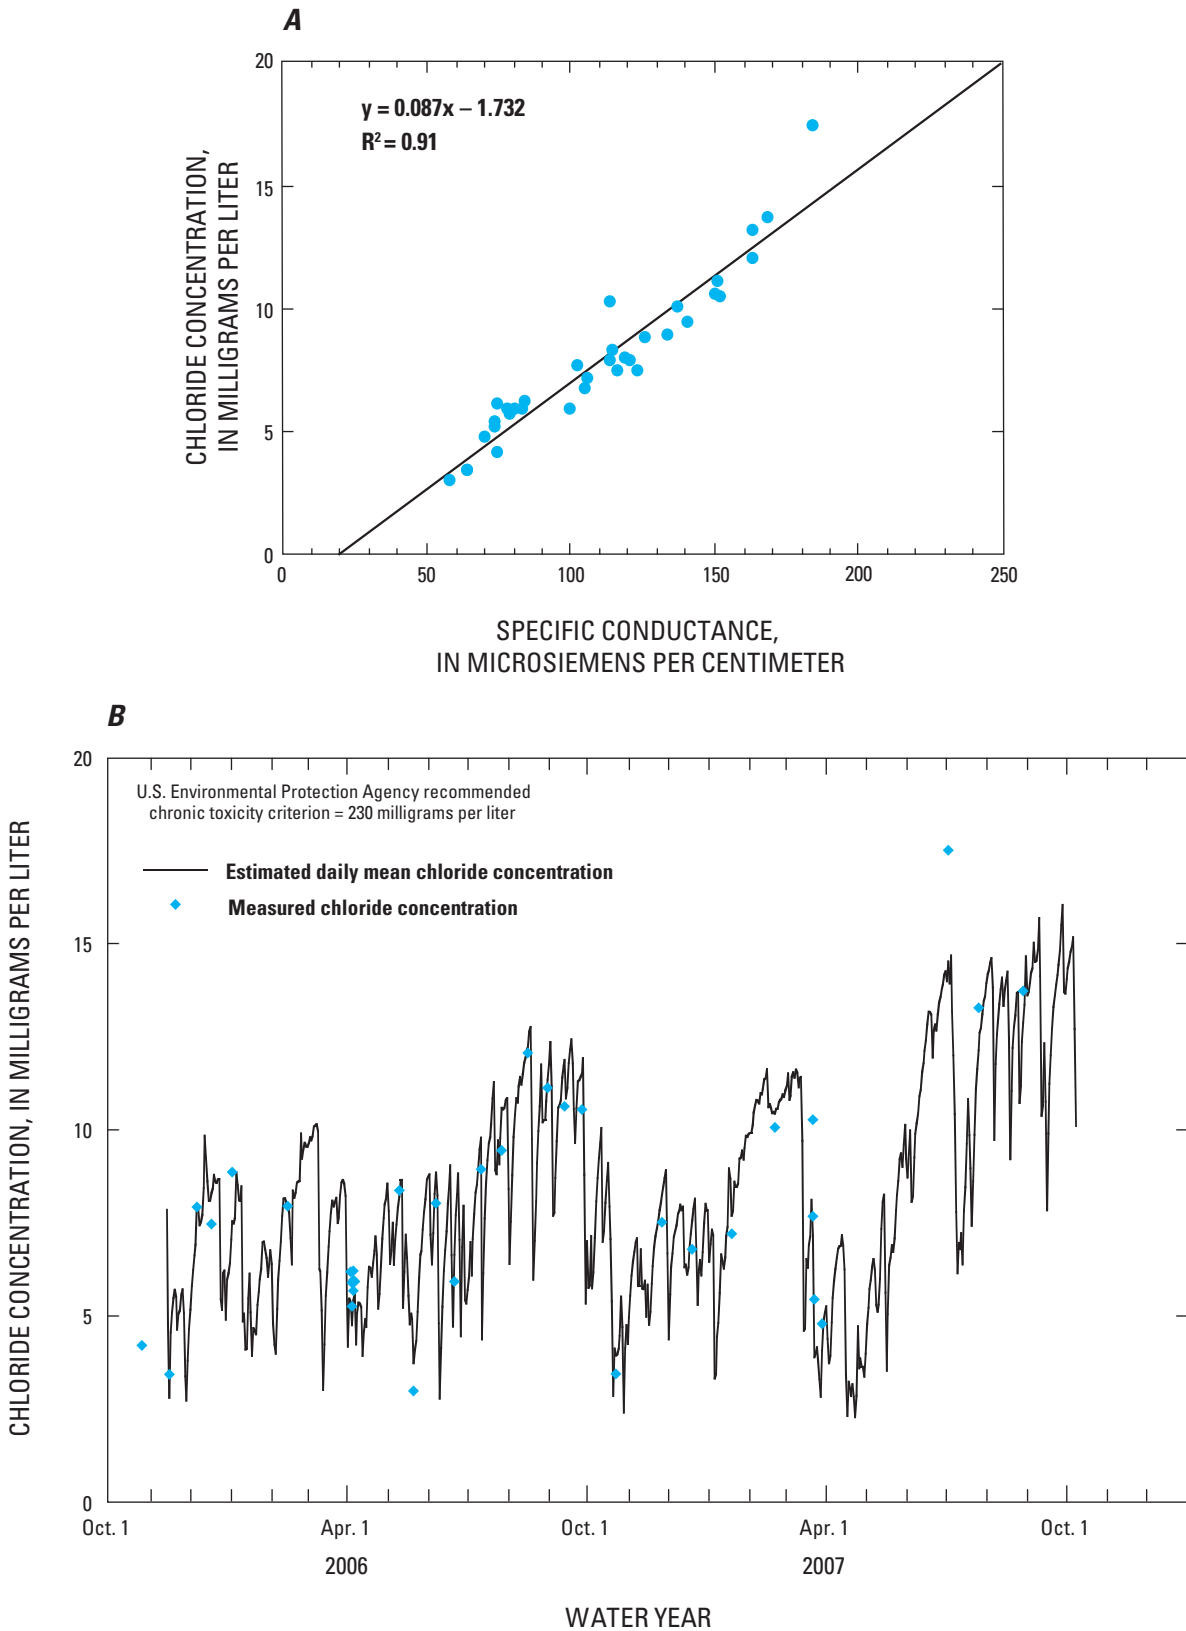 A
CHLORIDE CONCENTRATION,
IN MILLIGRAMS PER LITER
20
15
10
5
0
y = 0.087x – 1.732
R² = 0.91
0 50 100 150 200 250
SPECIFIC CONDUCTANCE,
IN MICROSIEMENS PER CENTIMETER
B
CHLORIDE CONCENTRATION, IN MILLIGRAMS PER LITER
20
15
10
5
0
U.S. Environmental Protection Agency recommended
chronic toxicity criterion = 230 milligrams per liter
Estimated daily mean chloride concentration
Measured chloride concentration
Oct. 1 Apr. 1 Oct. 1 Apr. 1 Oct. 1
2006 2007
WATER YEAR